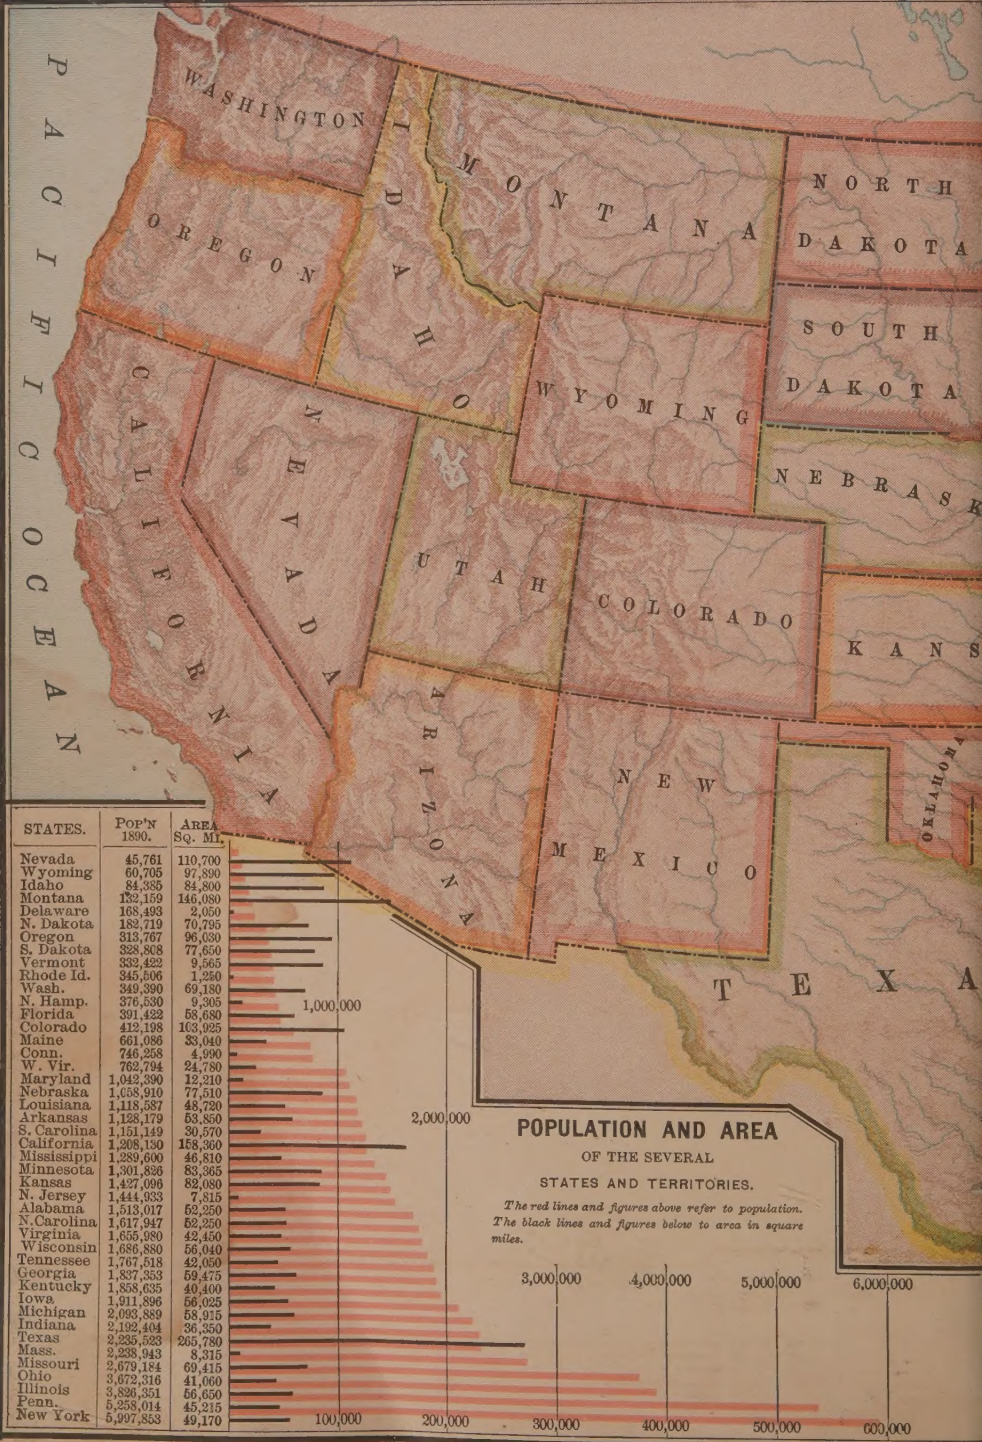 PACIFIC OCEAN
WASHINGTON
IDAHO
MONTANA
NORTH
DAKOTA
OREGON
SOUTH
DAKOTA
WYOMING
CALIFORNIA
NEVADA
NEBRASK
UTAH
COLORADO
KANS
ARIZONA
NEW
MEXICO
OKLAHOMA
TEXA
STATES. POP'N 1890. AREA SQ. MI.
Nevada 45,761 110,700
Wyoming 60,705 97,890
Idaho 84,385 84,800
Montana 132,159 146,080
Delaware 168,493 2,050
N. Dakota 182,719 70,795
Oregon 313,767 96,030
S. Dakota 328,808 77,650
Vermont 332,422 9,565
Rhode Id. 345,506 1,250
Wash. 349,390 69,180
N. Hamp. 376,530 9,305
Florida 391,422 58,680
Colorado 412,198 103,925
Maine 661,086 33,040
Conn. 746,258 4,990
W. Vir. 762,794 24,780
Maryland 1,042,390 12,210
Nebraska 1,058,910 77,510
Louisiana 1,118,587 48,720
Arkansas 1,128,179 53,850
S. Carolina 1,151,149 30,570
California 1,208,130 158,360
Mississippi 1,289,600 46,810
Minnesota 1,301,826 83,365
Kansas 1,427,096 82,080
N. Jersey 1,444,933 7,815
Alabama 1,513,017 52,250
N. Carolina 1,617,947 52,250
Virginia 1,655,980 42,450
Wisconsin 1,686,880 56,040
Tennessee 1,767,518 42,050
Georgia 1,837,353 59,475
Kentucky 1,858,635 40,400
Iowa 1,911,896 56,025
Michigan 2,093,889 58,915
Indiana 2,192,404 36,350
Texas 2,235,523 265,780
Mass. 2,238,943 8,315
Missouri 2,679,184 69,415
Ohio 3,672,316 41,060
Illinois 3,826,351 56,650
Penn. 5,258,014 45,215
New York 5,997,853 49,170
1,000,000
2,000,000
POPULATION AND AREA
OF THE SEVERAL
STATES AND TERRITORIES.
The red lines and figures above refer to population.
The black lines and figures below to area in square
miles.
3,000,000 4,000,000 5,000,000 6,000,000
100,000 200,000 300,000 400,000 500,000 600,000